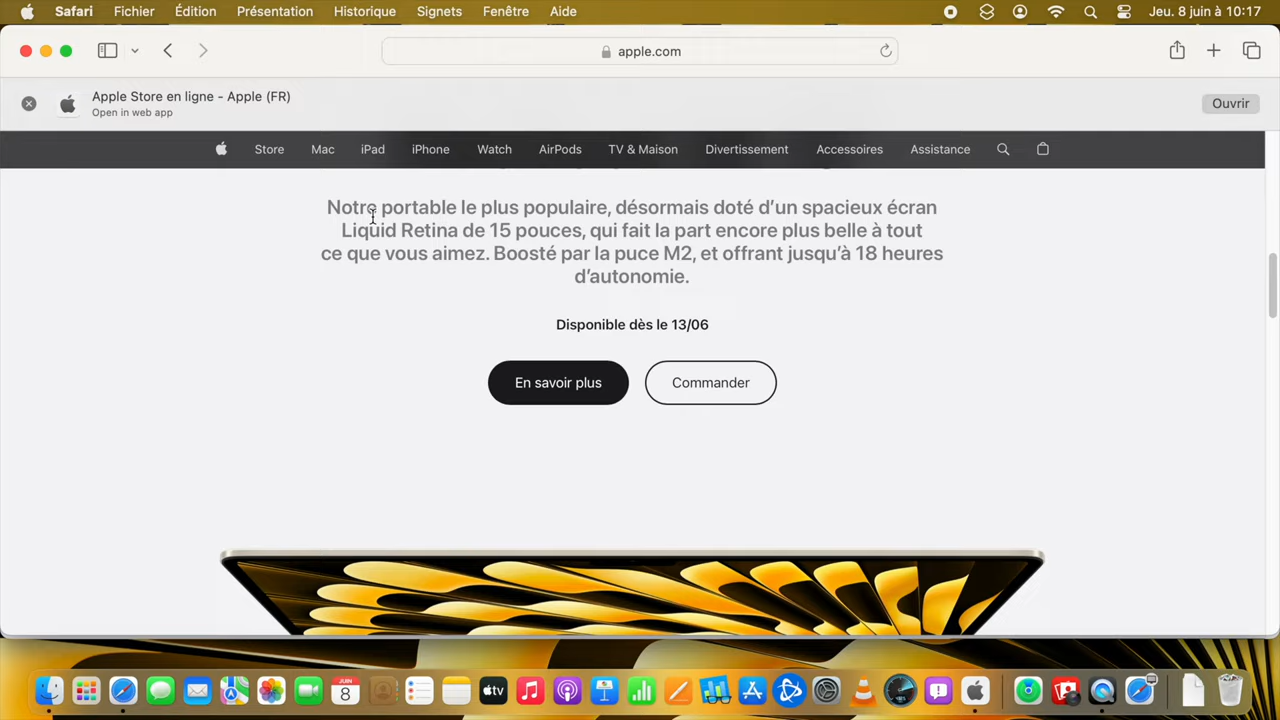 Safari Fichier Édition Présentation Historique Signets Fenêtre Aide Jeu. 8 juin à 10:17
apple.com
Apple Store en ligne - Apple (FR)
Open in web app
Ouvrir
Store Mac iPad iPhone Watch AirPods TV & Maison Divertissement Accessoires Assistance
Notre portable le plus populaire, désormais doté d’un spacieux écran
Liquid Retina de 15 pouces, qui fait la part encore plus belle à tout
ce que vous aimez. Boosté par la puce M2, et offrant jusqu’à 18 heures
d’autonomie.
Disponible dès le 13/06
En savoir plus Commander
JUIN
8
tv